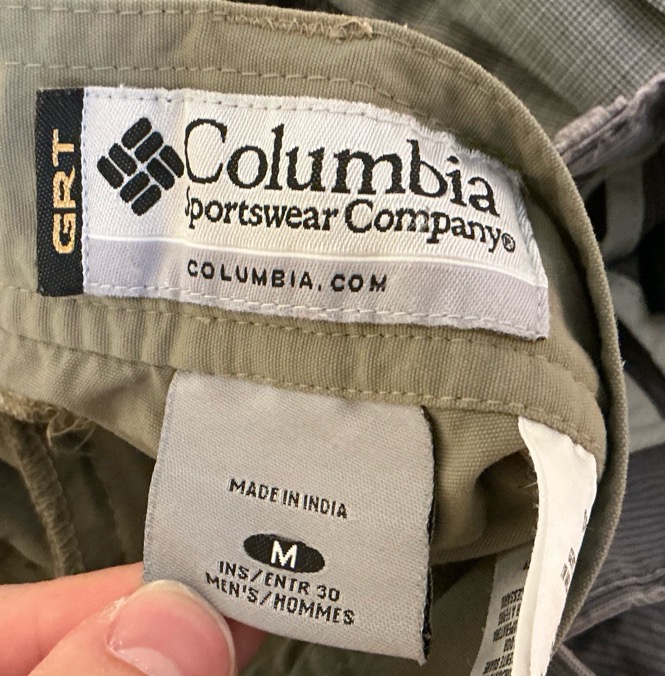 GRT
Columbia
Sportswear Company®
COLUMBIA.COM
MADE IN INDIA
M
INS/ENTR 30
MEN'S/HOMMES